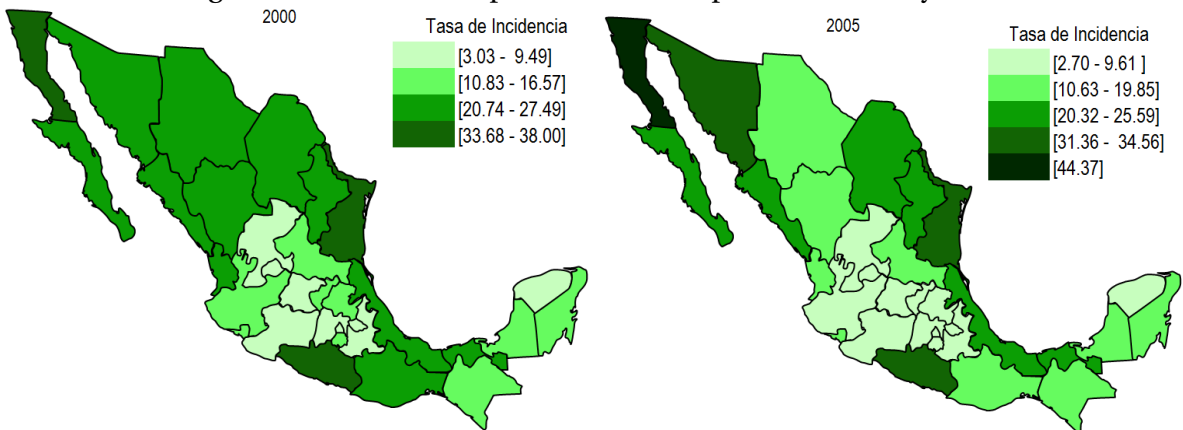 2000
Tasa de Incidencia
[3.03 - 9.49]
[10.83 - 16.57]
[20.74 - 27.49]
[33.68 - 38.00]
2005
Tasa de Incidencia
[2.70 - 9.61 ]
[10.63 - 19.85]
[20.32 - 25.59]
[31.36 - 34.56]
[44.37]